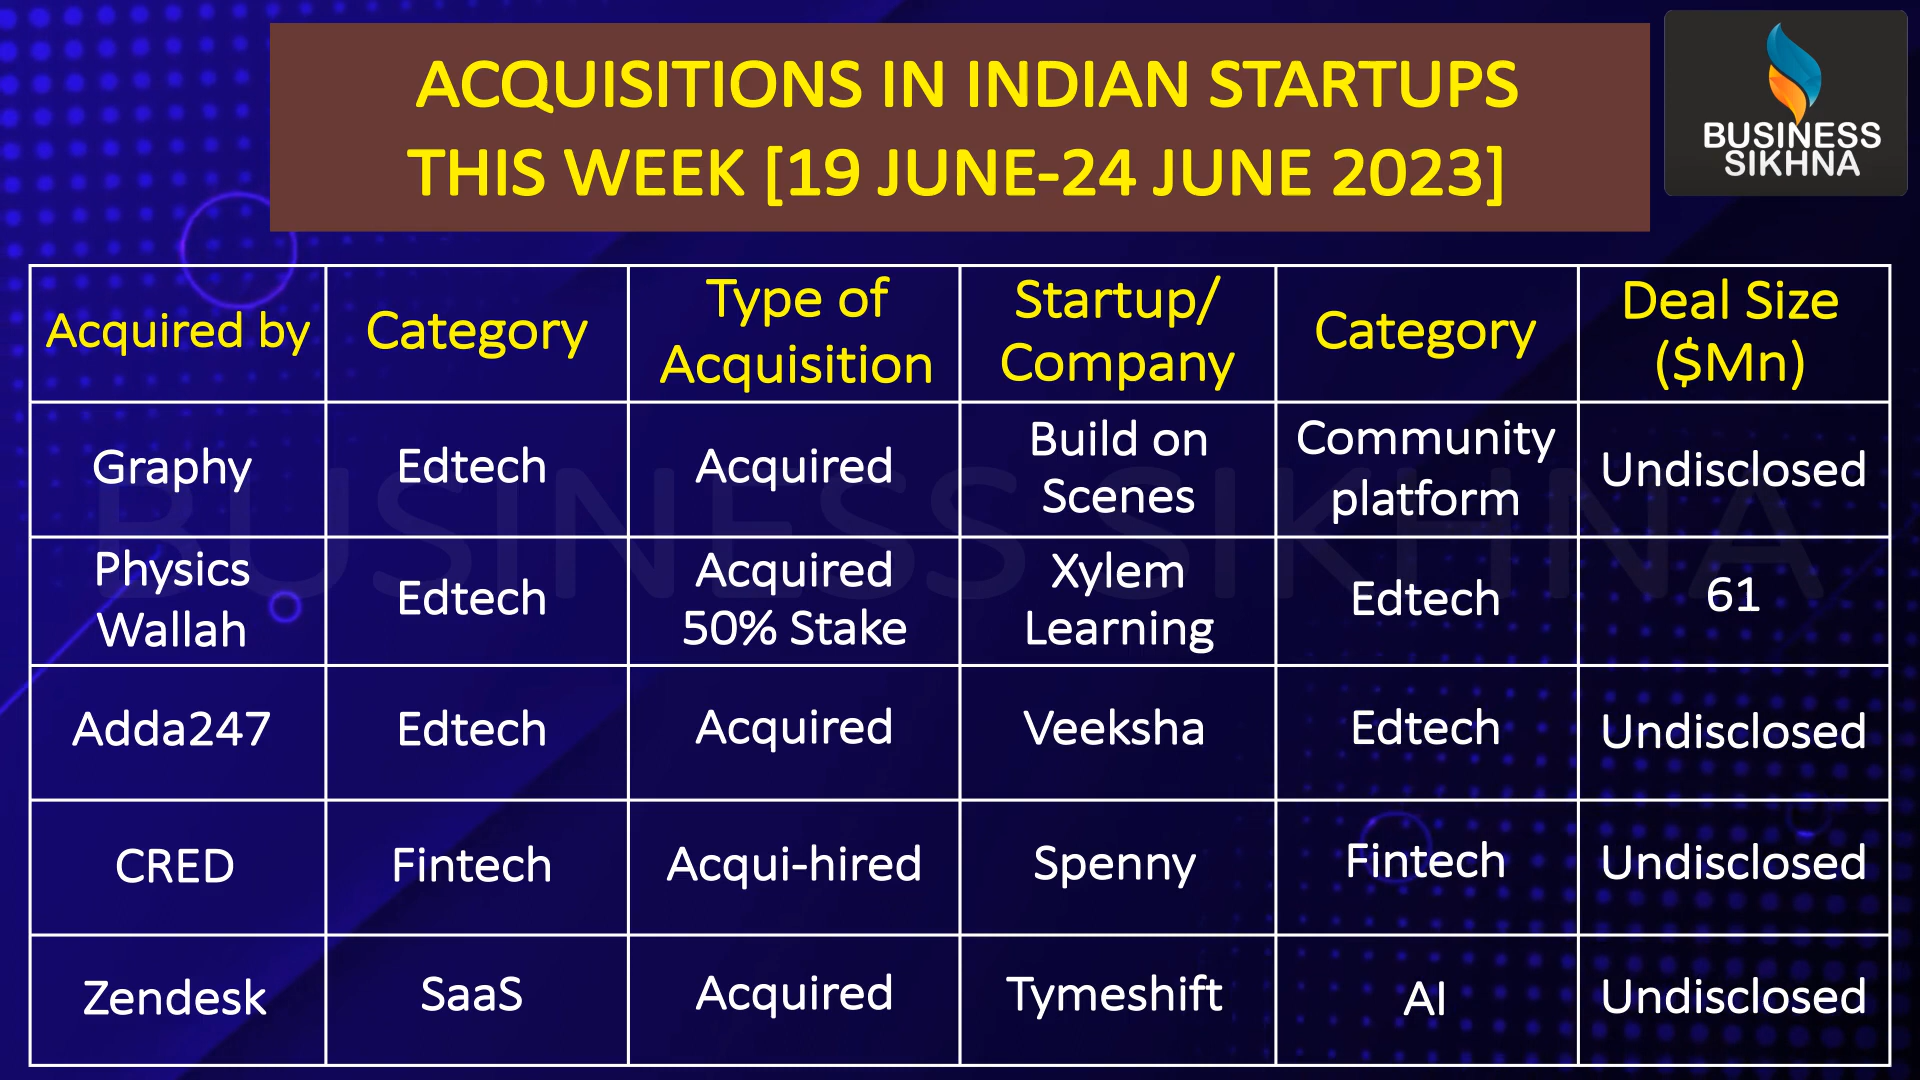 ACQUISITIONS IN INDIAN STARTUPS
THIS WEEK [19 JUNE-24 JUNE 2023]
BUSINESS
SIKHNA
Acquired by
Category
Type of
Acquisition
Startup/
Company
Category
Deal Size
($Mn)
Graphy
Edtech
Acquired
Build on
Scenes
Community
platform
Undisclosed
Physics
Wallah
Edtech
Acquired
50% Stake
Xylem
Learning
Edtech
61
Adda247
Edtech
Acquired
Veeksha
Edtech
Undisclosed
CRED
Fintech
Acqui-hired
Spenny
Fintech
Undisclosed
Zendesk
SaaS
Acquired
Tymeshift
AI
Undisclosed
BUSINESS SIKHNA